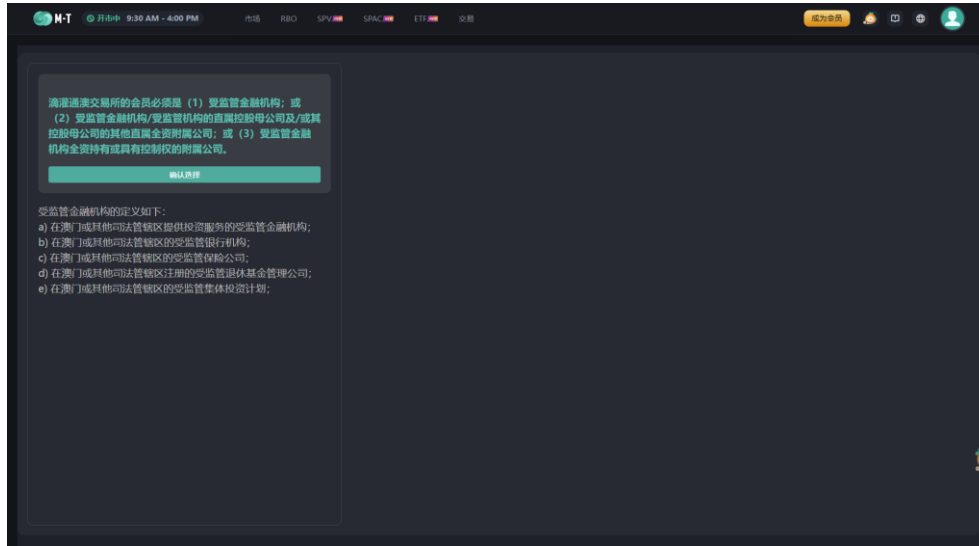 M-T
开市中 9:30 AM - 4:00 PM
市场
RBO
SPV
SPAC
ETF
交易
成为会员
滴灌通澳交易所的会员必须是（1）受监管金融机构；或
（2）受监管金融机构/受监管机构的直属控股母公司及/或其
控股母公司的其他直属全资附属公司；或（3）受监管金融
机构全资持有或具有控制权的附属公司。
确认选择
受监管金融机构的定义如下：
a) 在澳门或其他司法管辖区提供投资服务的受监管金融机构；
b) 在澳门或其他司法管辖区的受监管银行机构；
c) 在澳门或其他司法管辖区的受监管保险公司；
d) 在澳门或其他司法管辖区注册的受监管退休基金管理公司；
e) 在澳门或其他司法管辖区的受监管集体投资计划；